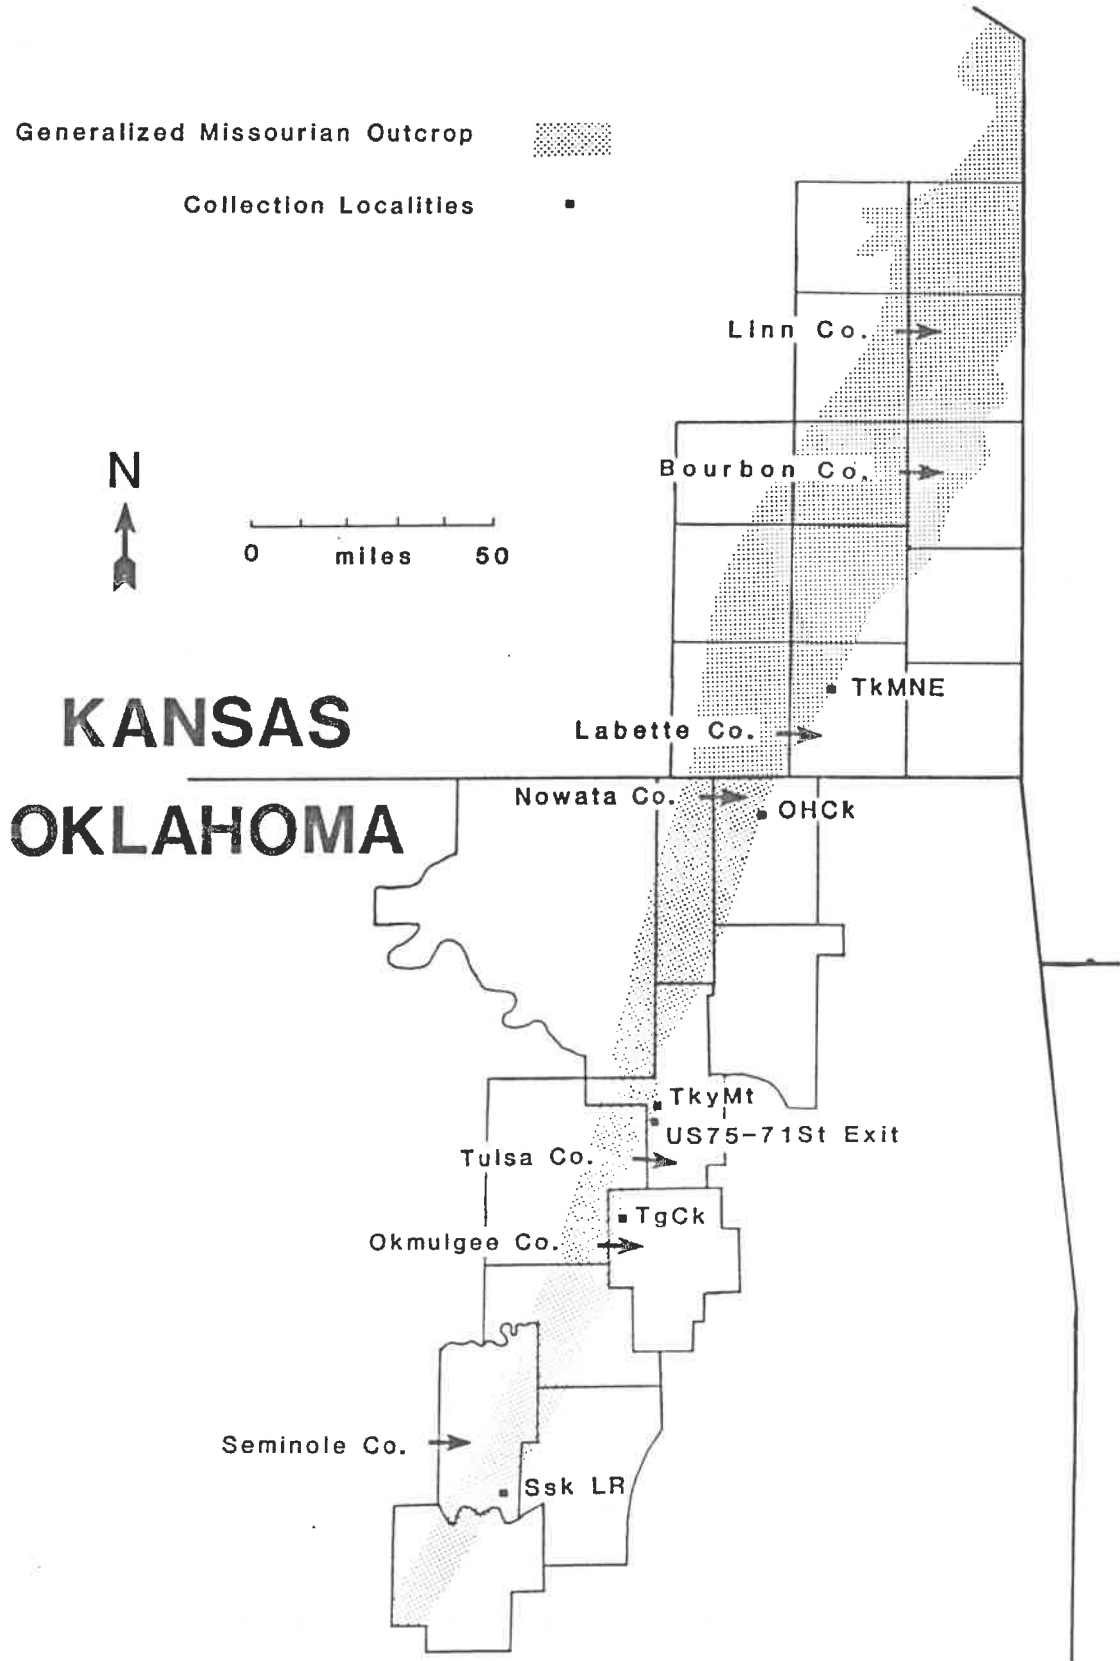 Generalized Missourian Outcrop
Collection Localities
Linn Co.
Bourbon Co.
N
0 miles 50
TkMNE
KANSAS
Labette Co.
Nowata Co.
OHCk
OKLAHOMA
TkyMt
US75-71St Exit
Tulsa Co.
TgCk
Okmulgee Co.
Seminole Co.
Ssk LR